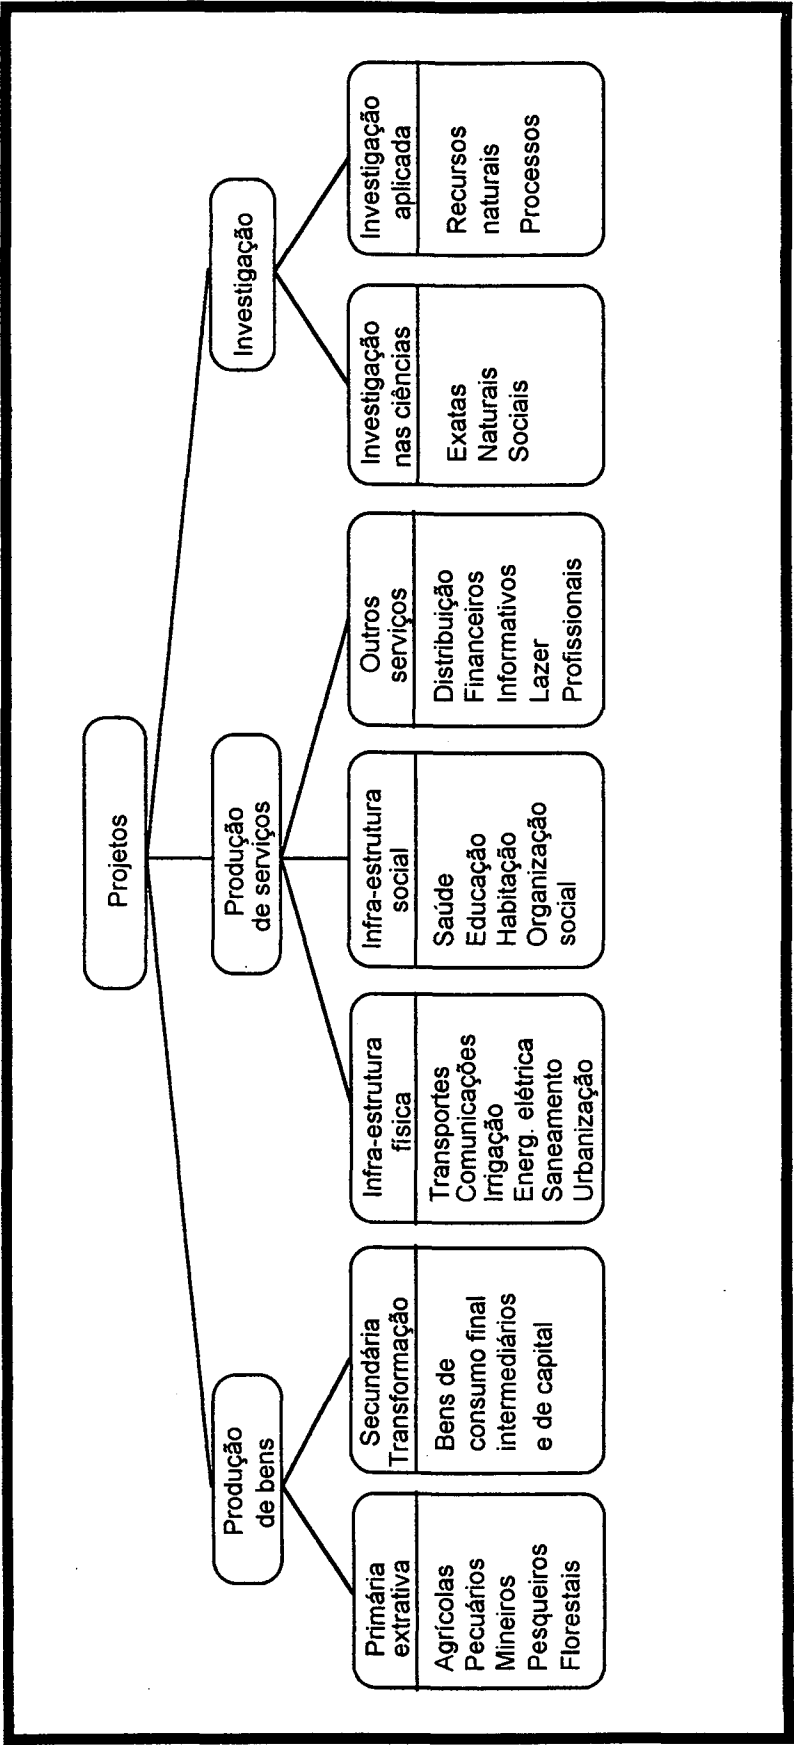 Projetos
Produção
de bens
Produção
de serviços
Investigação
Primária
extrativa
Agrícolas
Pecuários
Mineiros
Pesqueiros
Florestais
Secundária
Transformação
Bens de
consumo final
intermediários
e de capital
Infra-estrutura
física
Transportes
Comunicações
Irrigação
Energ. elétrica
Saneamento
Urbanização
Infra-estrutura
social
Saúde
Educação
Habitação
Organização
social
Outros
serviços
Distribuição
Financeiros
Informativos
Lazer
Profissionais
Investigação
nas ciências
Exatas
Naturais
Sociais
Investigação
aplicada
Recursos
naturais
Processos